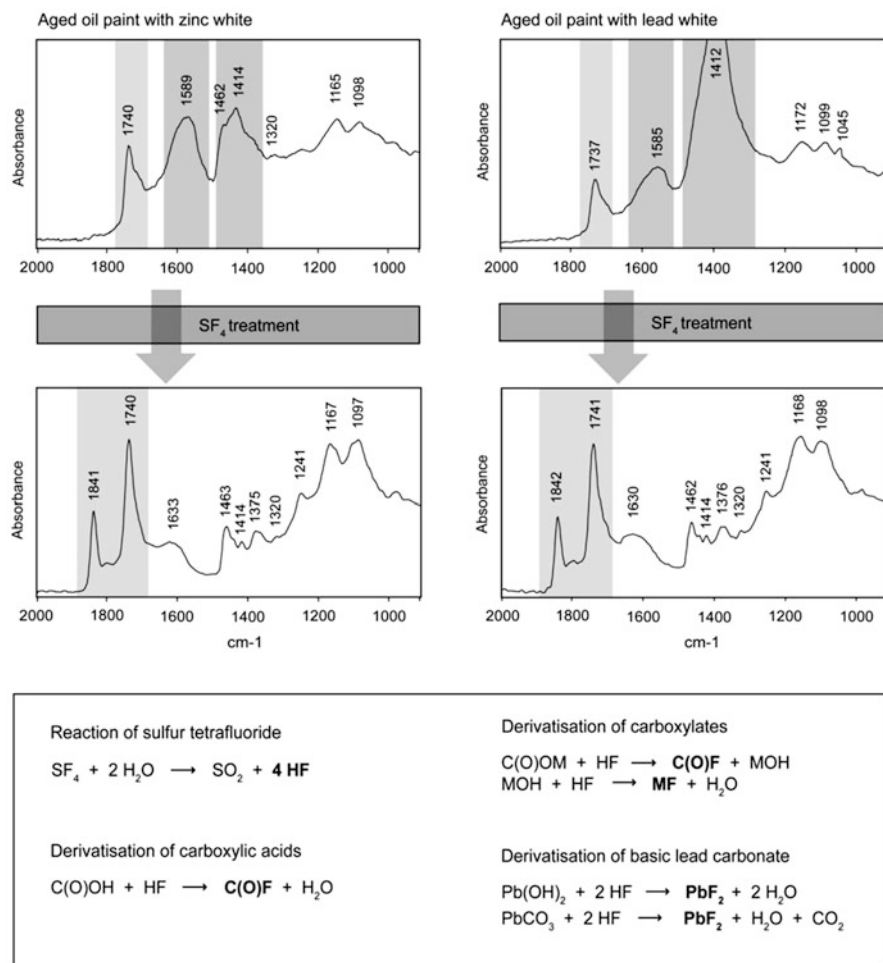 Aged oil paint with zinc white
Absorbance
1740
1589
1462
1414
1320
1165
1098
2000 1800 1600 1400 1200 1000
Aged oil paint with lead white
Absorbance
1737
1585
1412
1172
1099
1045
2000 1800 1600 1400 1200 1000
SF₄ treatment
SF₄ treatment
Absorbance
1841
1740
1633
1463
1414
1375
1320
1241
1167
1097
2000 1800 1600 1400 1200 1000
cm-1
Absorbance
1842
1741
1630
1462
1414
1376
1320
1241
1168
1098
2000 1800 1600 1400 1200 1000
cm-1
Reaction of sulfur tetrafluoride
SF₄ + 2 H₂O → SO₂ + 4 HF
Derivatisation of carboxylic acids
C(O)OH + HF → C(O)F + H₂O
Derivatisation of carboxylates
C(O)OM + HF → C(O)F + MOH
MOH + HF → MF + H₂O
Derivatisation of basic lead carbonate
Pb(OH)₂ + 2 HF → PbF₂ + 2 H₂O
PbCO₃ + 2 HF → PbF₂ + H₂O + CO₂